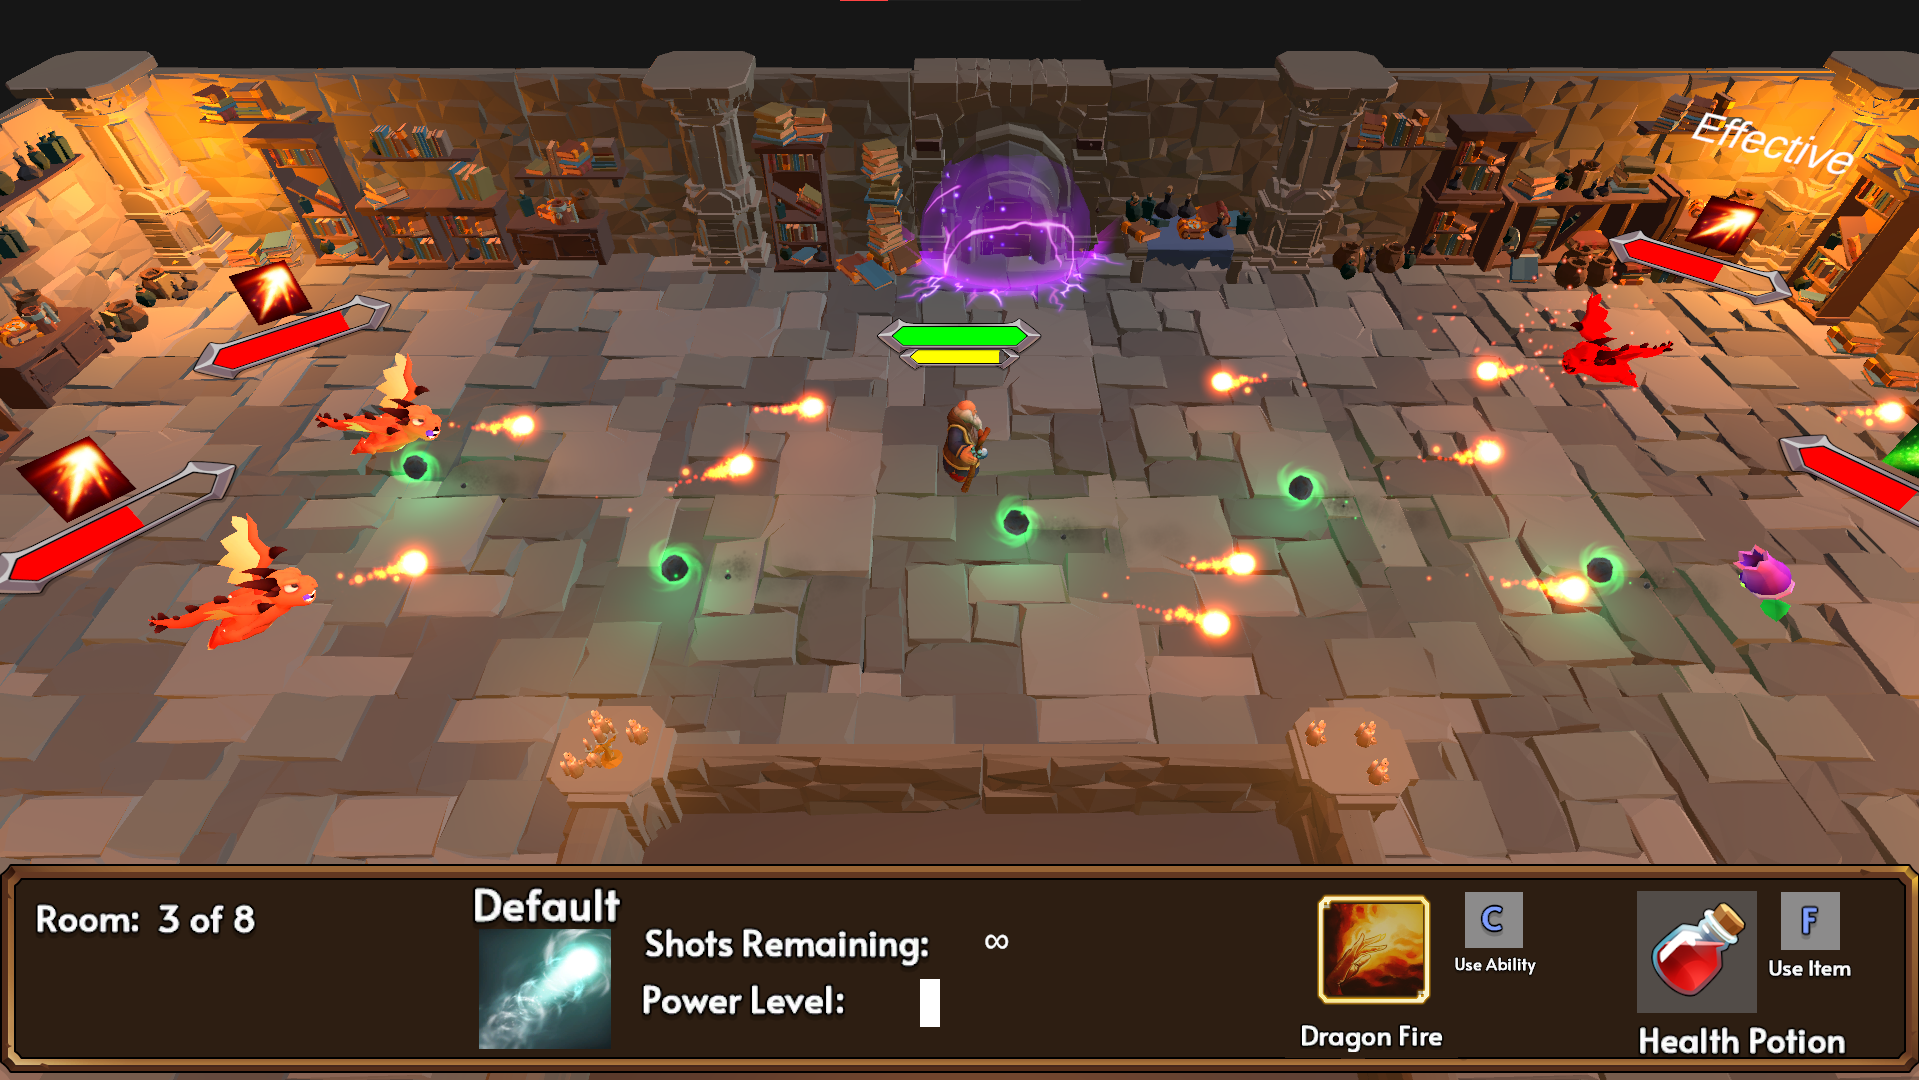 Effective
Room: 3 of 8
Default
Shots Remaining: ∞
Power Level:
C
Use Ability
Dragon Fire
F
Use Item
Health Potion